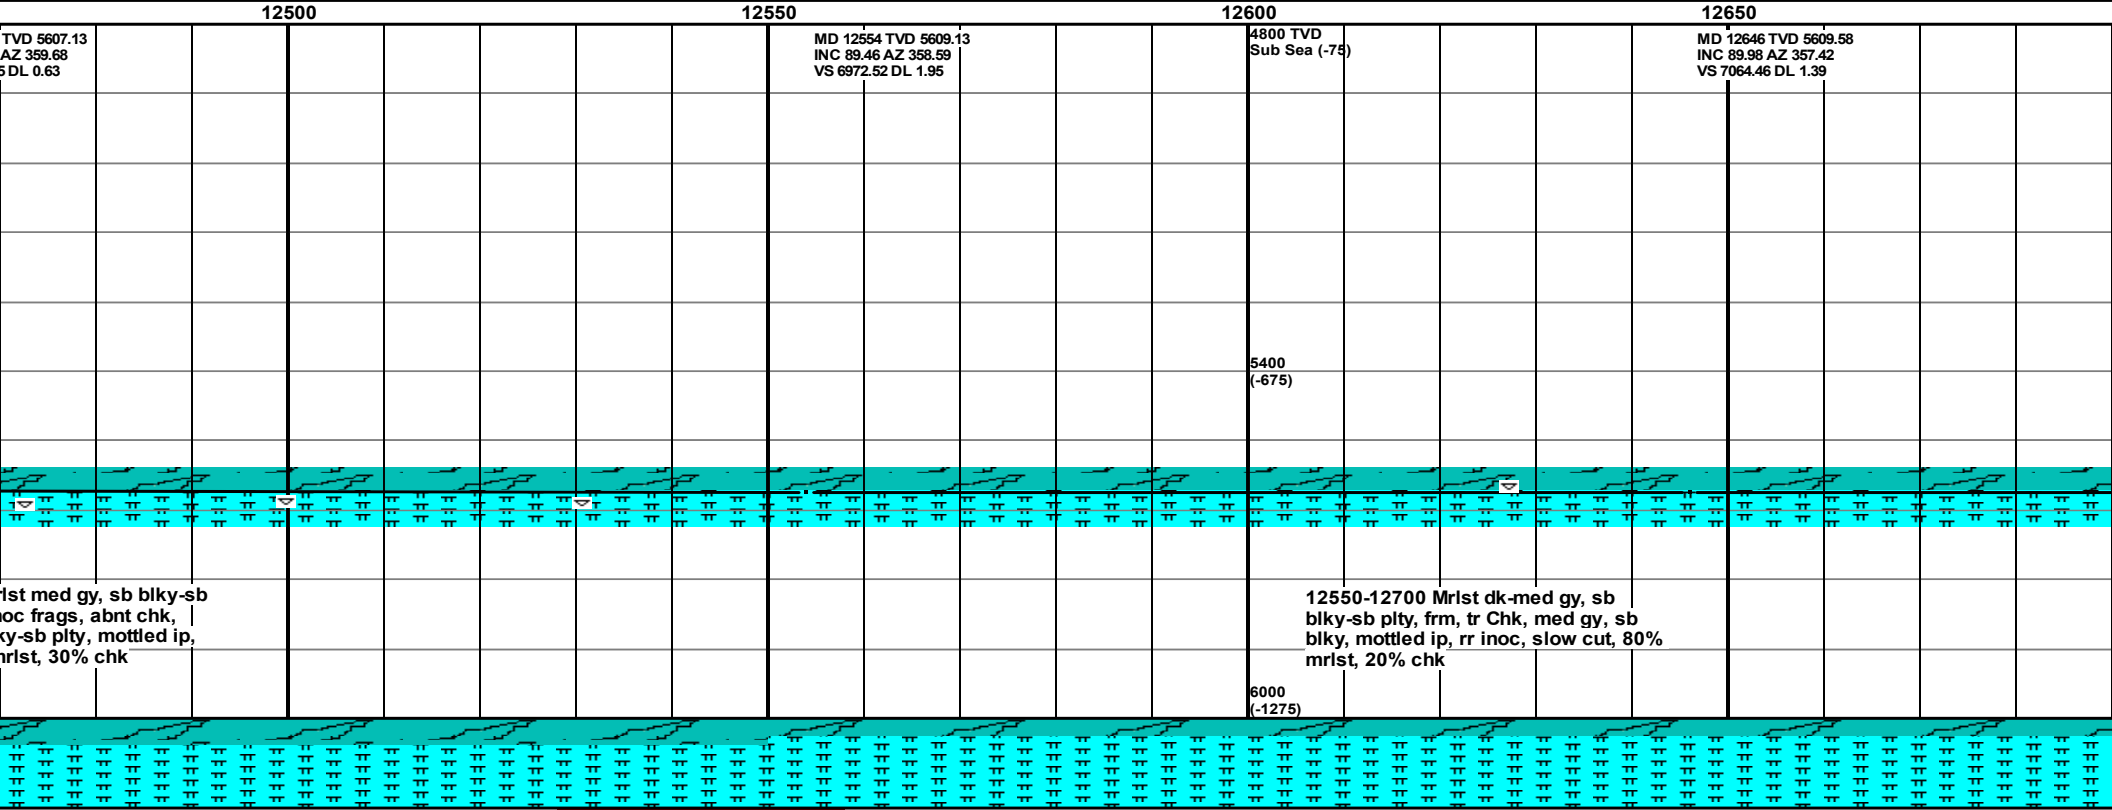 12500 12550 12600 12650
TVD 5607.13
AZ 359.68
DL 0.63
MD 12554 TVD 5609.13
INC 89.46 AZ 358.59
VS 6972.52 DL 1.95
4800 TVD
Sub Sea (-75)
MD 12646 TVD 5609.58
INC 89.98 AZ 357.42
VS 7064.46 DL 1.39
5400
(-675)
rlst med gy, sb blky-sb
noc frags, abnt chk,
ky-sb plty, mottled ip,
mrlst, 30% chk
12550-12700 Mrlst dk-med gy, sb
blky-sb plty, frm, tr Chk, med gy, sb
blky, mottled ip, rr inoc, slow cut, 80%
mrlst, 20% chk
6000
(-1275)